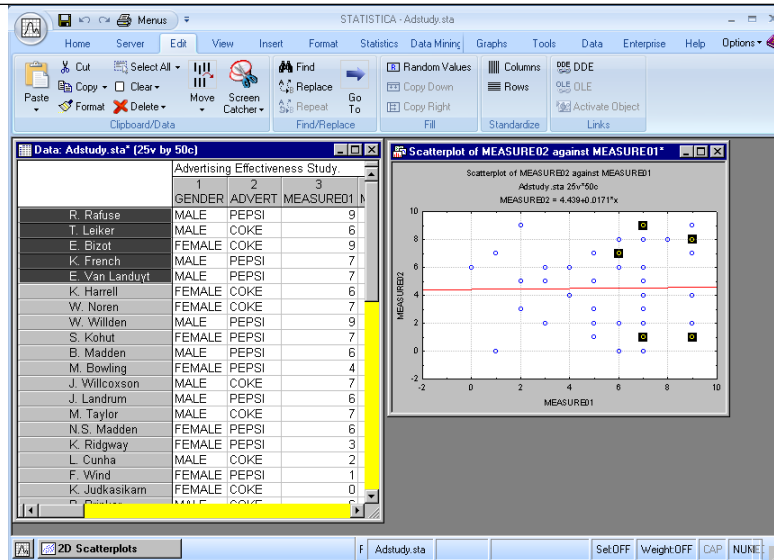 Menus
STATISTICA - Adstudy.sta
Home Server Edit View Insert Format Statistics Data Mining Graphs Tools Data Enterprise Help Options
Paste
Cut
Copy
Format
Select All
Clear
Delete
Move
Screen Catcher
Clipboard/Data
Find
Replace
Repeat
Go To
Find/Replace
Random Values
Copy Down
Copy Right
Fill
Columns
Rows
Standardize
DDE DDE
OLE OLE
Activate Object
Links
Data: Adstudy.sta* (25v by 50c)
Advertising Effectiveness Study.
1 2 3
GENDER ADVERT MEASURE01
R. Rafuse MALE PEPSI 9
T. Leiker MALE COKE 6
E. Bizot FEMALE COKE 9
K. French MALE PEPSI 7
E. Van Landuyt MALE PEPSI 7
K. Harrell FEMALE COKE 6
W. Noren FEMALE COKE 7
W. Willden MALE PEPSI 9
S. Kohut FEMALE PEPSI 7
B. Madden MALE PEPSI 6
M. Bowling FEMALE PEPSI 4
J. Willcoxson MALE COKE 7
J. Landrum MALE PEPSI 6
M. Taylor MALE COKE 7
N.S. Madden FEMALE PEPSI 6
K. Ridgway FEMALE PEPSI 3
L. Cunha MALE COKE 2
F. Wind FEMALE PEPSI 1
K. Judkasikarn FEMALE COKE 0
Scatterplot of MEASURE02 against MEASURE01*
Scatterplot of MEASURE02 against MEASURE01
Adstudy.sta 25v*50c
MEASURE02 = 4.439+0.0171*x
10
8
6
4
2
0
-2
MEASURE02
-2 0 2 4 6 8 10
MEASURE01
2D Scatterplots
Adstudy.sta
Sel:OFF Weight:OFF CAP NUM